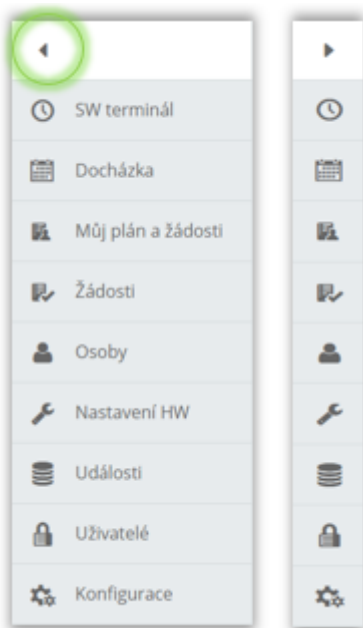 SW terminál
Docházka
Můj plán a žádosti
Žádosti
Osoby
Nastavení HW
Události
Uživatelé
Konfigurace